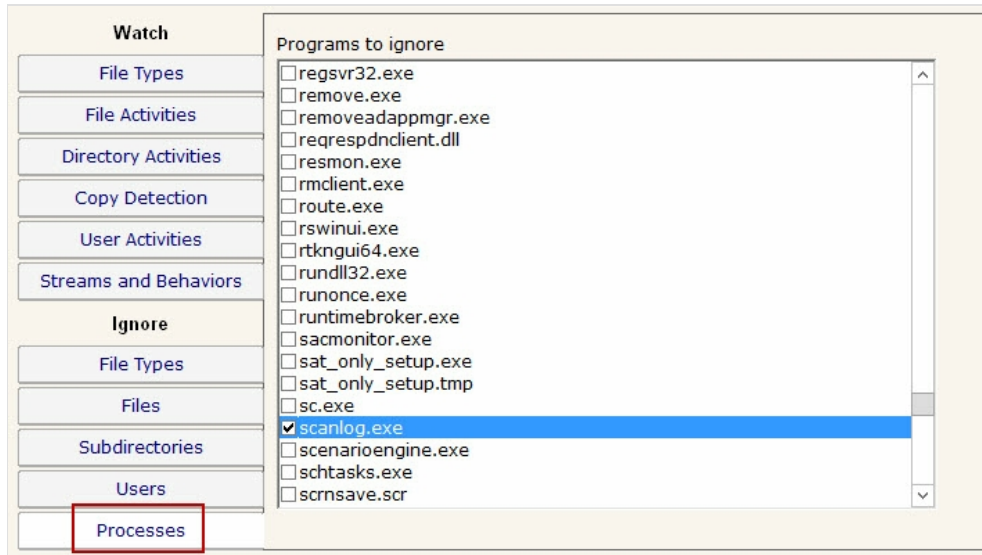 Watch
File Types
File Activities
Directory Activities
Copy Detection
User Activities
Streams and Behaviors
Ignore
File Types
Files
Subdirectories
Users
Processes
Programs to ignore
regsvr32.exe
remove.exe
removeadappmgr.exe
reqrespdnclient.dll
resmon.exe
rmclient.exe
route.exe
rswinui.exe
rtkngui64.exe
rundll32.exe
runonce.exe
runtimebroker.exe
sacmonitor.exe
sat_only_setup.exe
sat_only_setup.tmp
sc.exe
scanlog.exe
scenarioengine.exe
schtasks.exe
scrnsave.scr